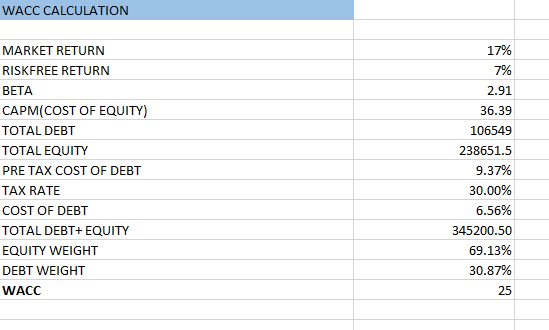 WACC CALCULATION
MARKET RETURN 17%
RISKFREE RETURN 7%
BETA 2.91
CAPM(COST OF EQUITY) 36.39
TOTAL DEBT 106549
TOTAL EQUITY 238651.5
PRE TAX COST OF DEBT 9.37%
TAX RATE 30.00%
COST OF DEBT 6.56%
TOTAL DEBT+ EQUITY 345200.50
EQUITY WEIGHT 69.13%
DEBT WEIGHT 30.87%
WACC 25